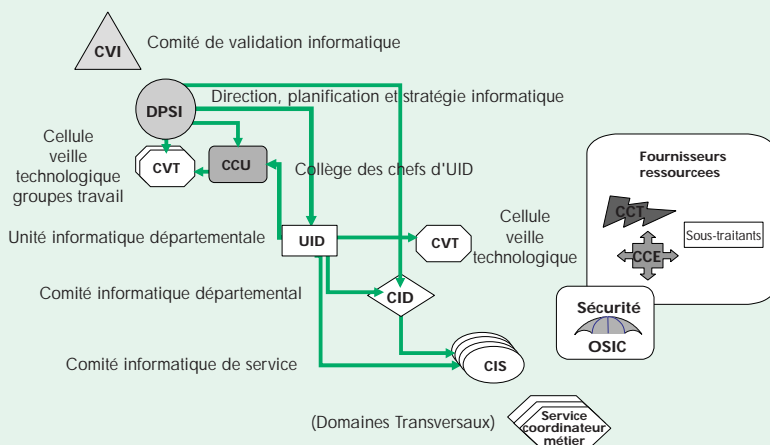 CVI
Comité de validation informatique
DPSI
Direction, planification et stratégie informatique
Cellule
veille
technologique
groupes travail
CVT
CCU
Collège des chefs d'UID
Unité informatique départementale
UID
CVT
Cellule
veille
technologique
Comité informatique départemental
CID
Comité informatique de service
CIS
(Domaines Transversaux)
Service
coordinateur
métier
Fournisseurs
ressourcees
CCT
CCE
Sous-traitants
Sécurité
OSIC